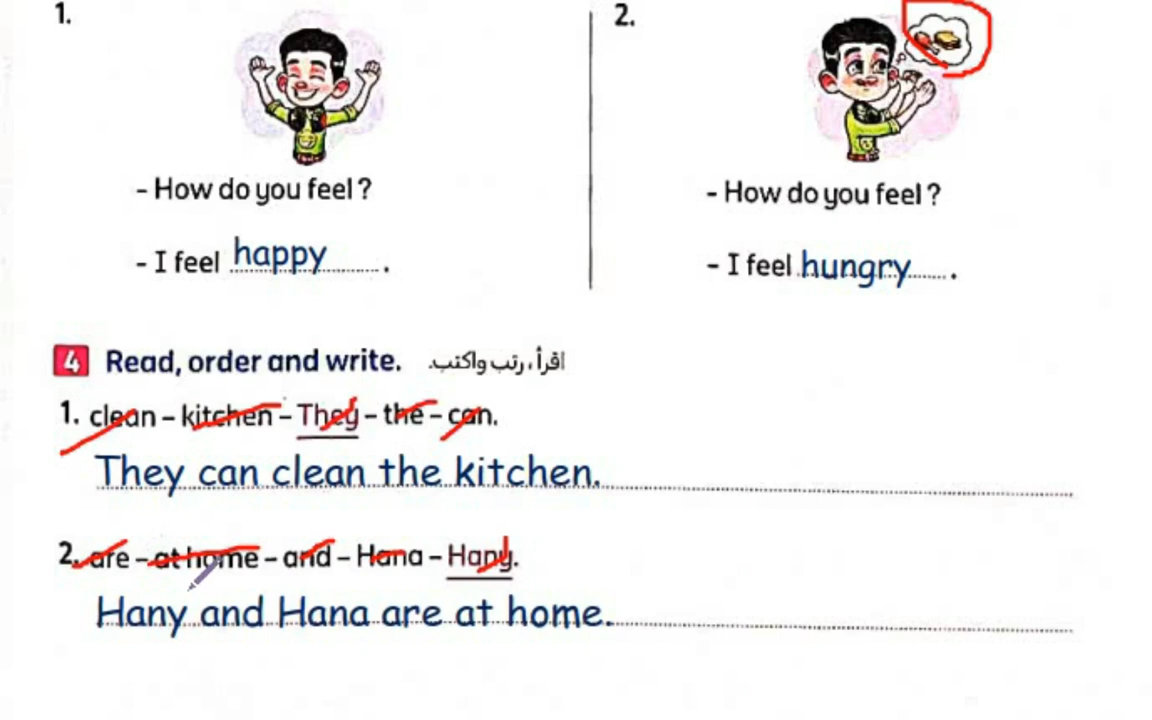 1.
- How do you feel?
- I feel happy.
2.
- How do you feel?
- I feel hungry.
4 Read, order and write. اقرأ، رتب واكتب.
1. clean – kitchen – They – the – can.
They can clean the kitchen.
2. are – at home – and – Hana – Hany.
Hany and Hana are at home.